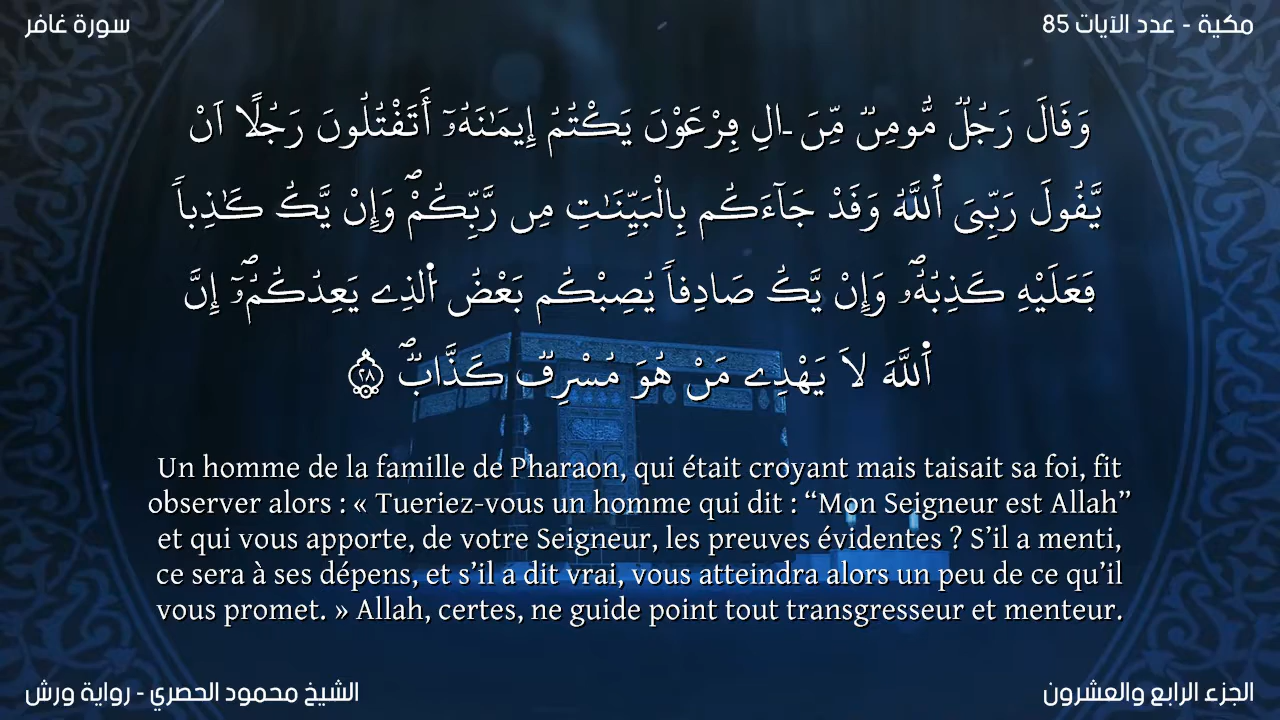 مكية - عدد الآيات 85
سورة غافر
وَقَالَ رَجُلٌ مُّومِنٌ مِّنَ ـالِ فِرْعَوْنَ يَكْتُمُ إِيمَٰنَهُۥٓ أَتَقْتُلُونَ رَجُلًا اَنْ
يَّقُولَ رَبِّىَ اَ۬للَّهُ وَقَدْ جَآءَكُم بِالْبَيِّنَٰتِ مِن رَّبِّكُمْۖ وَإِنْ يَّكُ كَٰذِباٗ
فَعَلَيْهِ كَذِبُهُۥۖ وَإِنْ يَّكُ صَادِقاٗ يُصِبْكُم بَعْضُ اُ۬لذِے يَعِدُكُمُۥٓۖ إِنَّ
اَ۬للَّهَ لَا يَهْدِے مَنْ هُوَ مُسْرِفٌ كَذَّابٌۖ ٢٨
Un homme de la famille de Pharaon, qui était croyant mais taisait sa foi, fit
observer alors : « Tueriez-vous un homme qui dit : “Mon Seigneur est Allah”
et qui vous apporte, de votre Seigneur, les preuves évidentes ? S’il a menti,
ce sera à ses dépens, et s’il a dit vrai, vous atteindra alors un peu de ce qu’il
vous promet. » Allah, certes, ne guide point tout transgresseur et menteur.
الجزء الرابع والعشرون
الشيخ محمود الحصري - رواية ورش